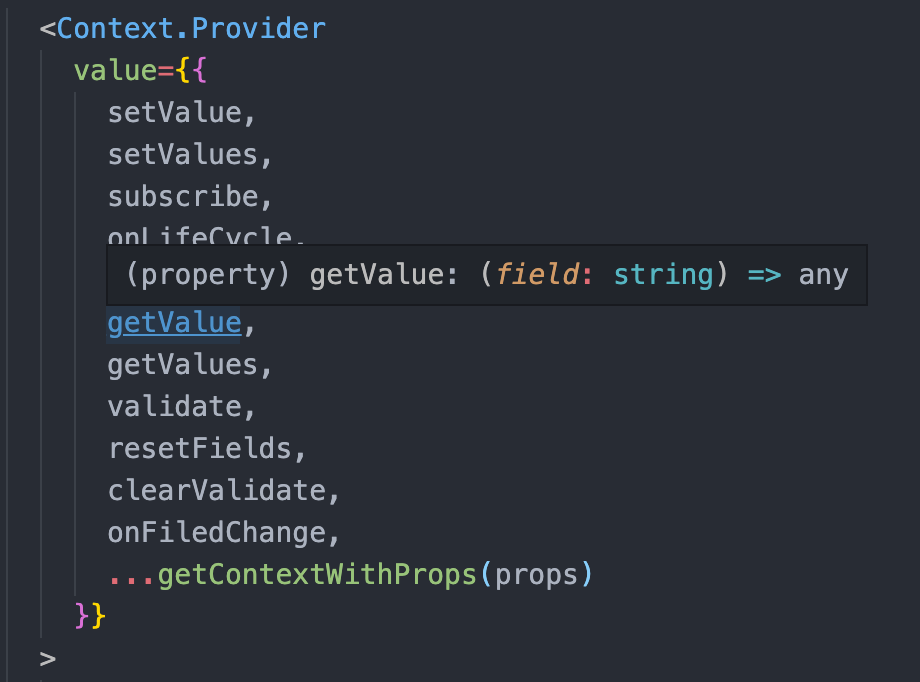 <Context.Provider
value={{
setValue,
setValues,
subscribe,
onLifeCycle,
(property) getValue: (field: string) => any
getValue,
getValues,
validate,
resetFields,
clearValidate,
onFiledChange,
...getContextWithProps(props)
}}
>